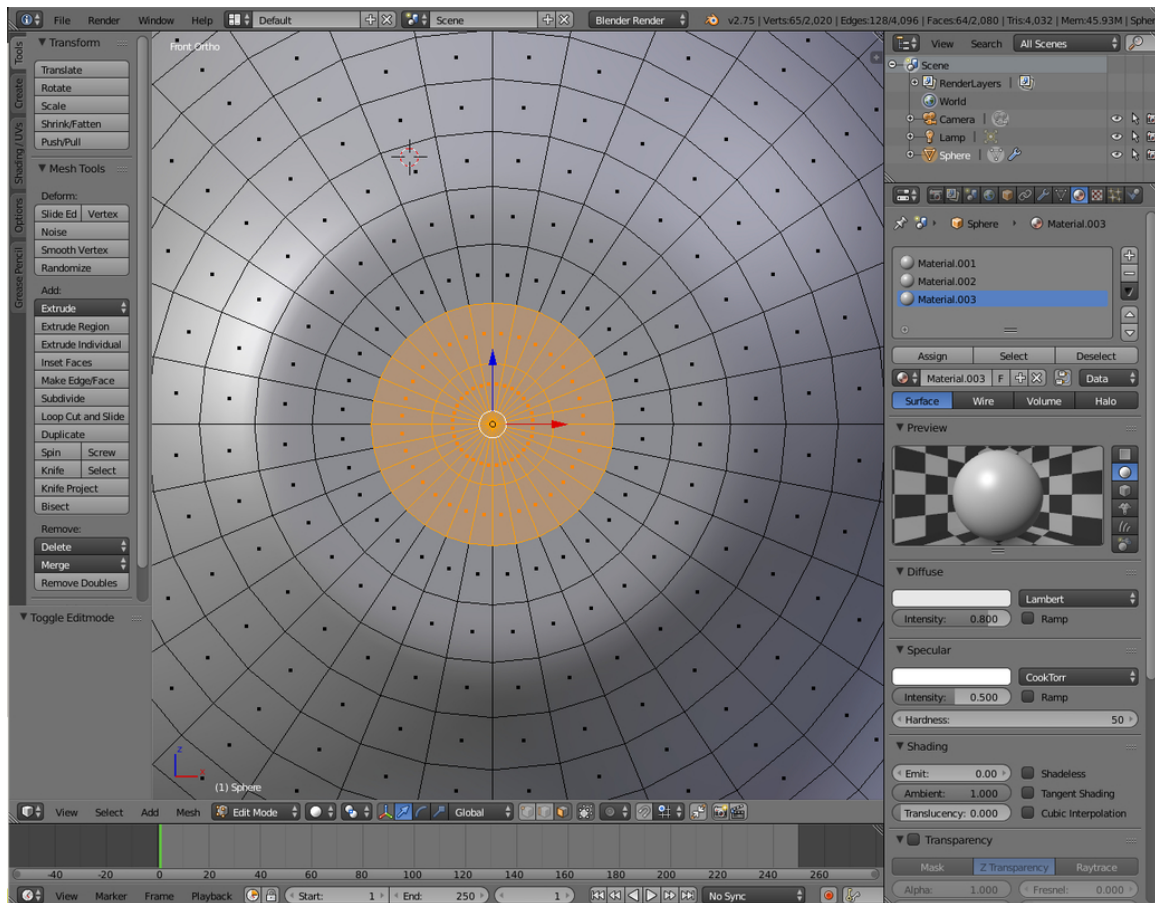 File Render Window Help Default Scene Blender Render v2.75 | Verts:65/2,020 | Edges:128/4,096 | Faces:64/2,080 | Tris:4,032 | Mem:45.93M | Spher
Tools
Create
Shading / UVs
Options
Grease Pencil
Transform
Translate
Rotate
Scale
Shrink/Fatten
Push/Pull
Mesh Tools
Deform:
Slide Ed Vertex
Noise
Smooth Vertex
Randomize
Add:
Extrude
Extrude Region
Extrude Individual
Inset Faces
Make Edge/Face
Subdivide
Loop Cut and Slide
Duplicate
Spin Screw
Knife Select
Knife Project
Bisect
Remove:
Delete
Merge
Remove Doubles
Toggle Editmode
Front Ortho
z
x
(1) Sphere
View Select Add Mesh Edit Mode Global
-40 -20 0 20 40 60 80 100 120 140 160 180 200 220 240 260
View Marker Frame Playback Start: 1 End: 250 1 No Sync
View Search All Scenes
Scene
RenderLayers |
World
Camera |
Lamp |
Sphere |
Sphere Material.003
Material.001
Material.002
Material.003
Assign Select Deselect
Material.003 F Data
Surface Wire Volume Halo
Preview
Diffuse
Lambert
Intensity: 0.800 Ramp
Specular
CookTorr
Intensity: 0.500 Ramp
Hardness: 50
Shading
Emit: 0.00 Shadeless
Ambient: 1.000 Tangent Shading
Translucency: 0.000 Cubic Interpolation
Transparency
Mask Z Transparency Raytrace
Alpha: 1.000 Fresnel: 0.000